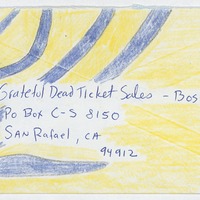 Grateful Dead Ticket Sales - Bos
Po Box C-S 8150
SAN Rafael, CA
94912